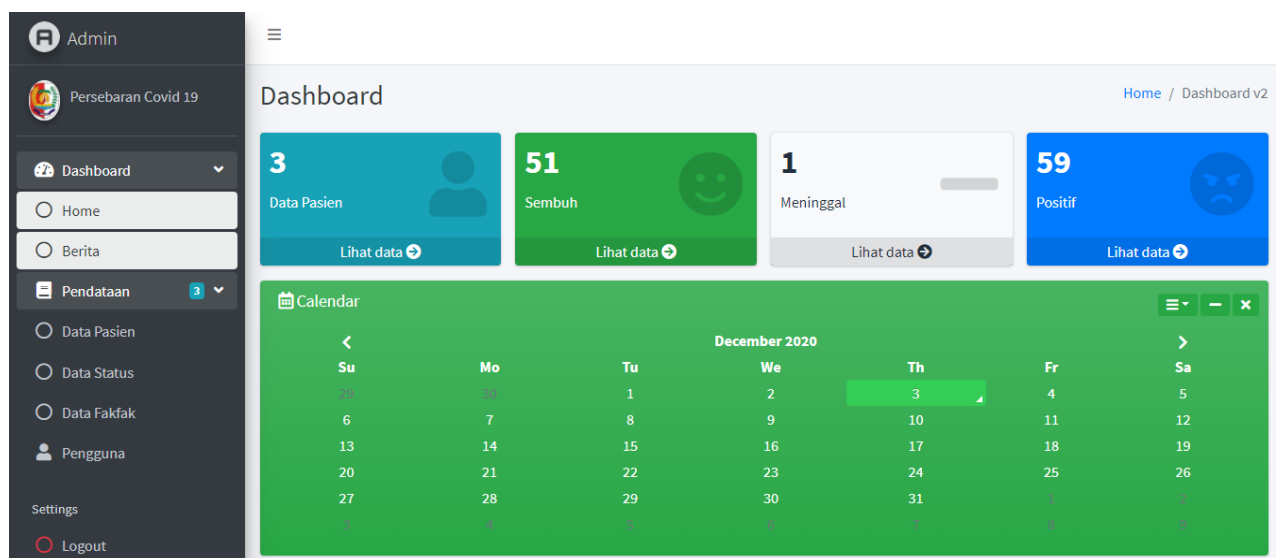 Admin
Persebaran Covid 19
Dashboard
Home
Berita
Pendataan 3
Data Pasien
Data Status
Data Fakfak
Pengguna
Settings
Logout
Dashboard
Home / Dashboard v2
3
Data Pasien
Lihat data
51
Sembuh
Lihat data
1
Meninggal
Lihat data
59
Positif
Lihat data
Calendar
December 2020
Su Mo Tu We Th Fr Sa
29 30 1 2 3 4 5
6 7 8 9 10 11 12
13 14 15 16 17 18 19
20 21 22 23 24 25 26
27 28 29 30 31 1 2
3 4 5 6 7 8 9